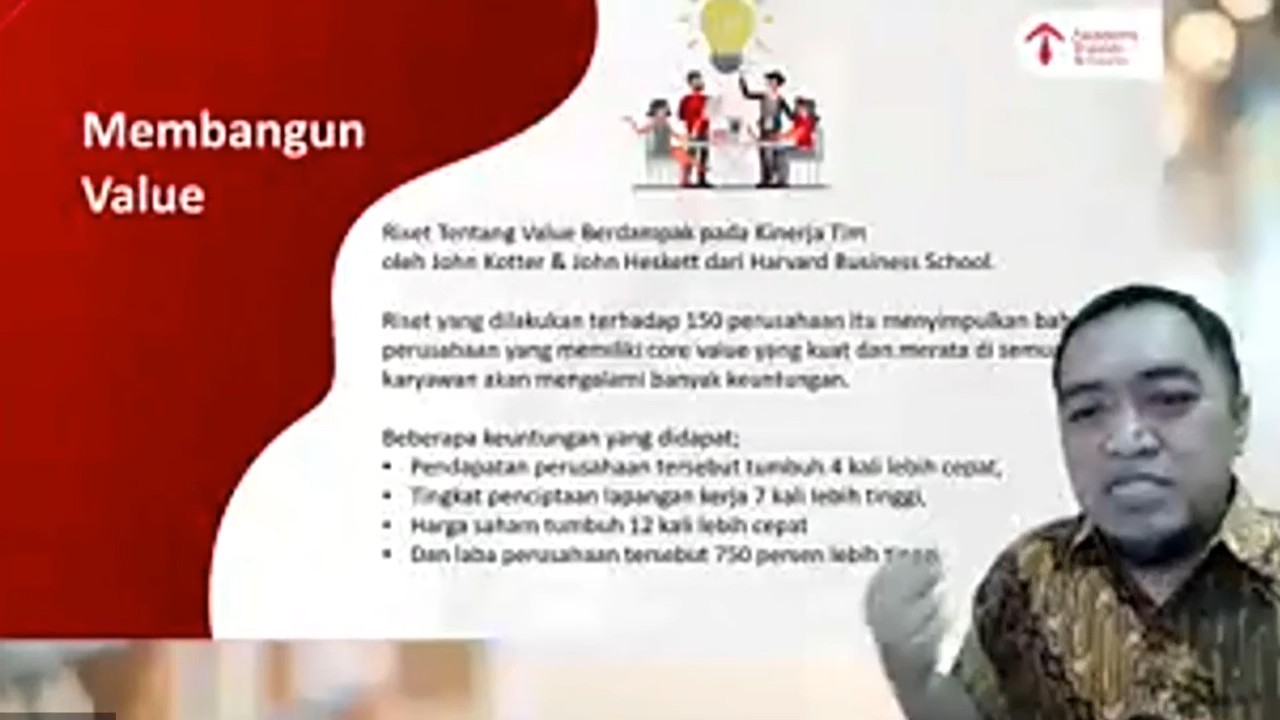 Membangun
Value
Riset Tentang Value Berdampak pada Kinerja Tim
oleh John Kotter & John Heskett dari Harvard Business School.
Riset yang dilakukan terhadap 150 perusahaan itu menyimpulkan bah
perusahaan yang memiliki core value yang kuat dan merata di semu
karyawan akan mengalami banyak keuntungan.
Beberapa keuntungan yang didapat;
• Pendapatan perusahaan tersebut tumbuh 4 kali lebih cepat,
• Tingkat penciptaan lapangan kerja 7 kali lebih tinggi,
• Harga saham tumbuh 12 kali lebih cepat
• Dan laba perusahaan tersebut 750 persen lebih tinggi